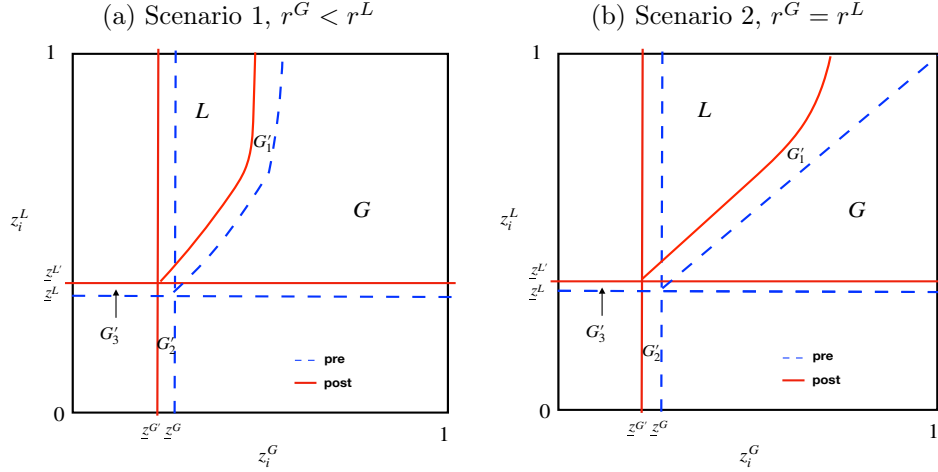 (a) Scenario 1, r^G < r^L
1
L
G'_1
G
z_i^L
z^{L'}
z^L
G'_3
G'_2
pre
post
0
z^{G'} z^G
z_i^G
1
(b) Scenario 2, r^G = r^L
1
L
G'_1
G
z_i^L
z^{L'}
z^L
G'_3
G'_2
pre
post
0
z^{G'} z^G
z_i^G
1